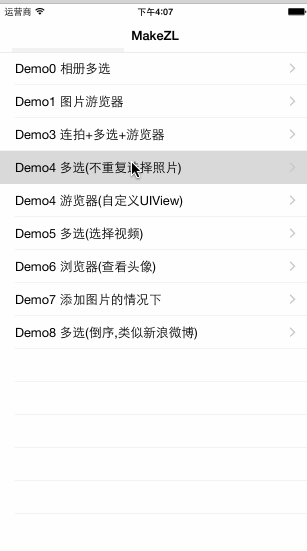 运营商 下午4:07
MakeZL
Demo0 相册多选
Demo1 图片游览器
Demo3 连拍+多选+游览器
Demo4 多选(不重复选择照片)
Demo4 游览器(自定义UIView)
Demo5 多选(选择视频)
Demo6 浏览器(查看头像)
Demo7 添加图片的情况下
Demo8 多选(倒序,类似新浪微博)